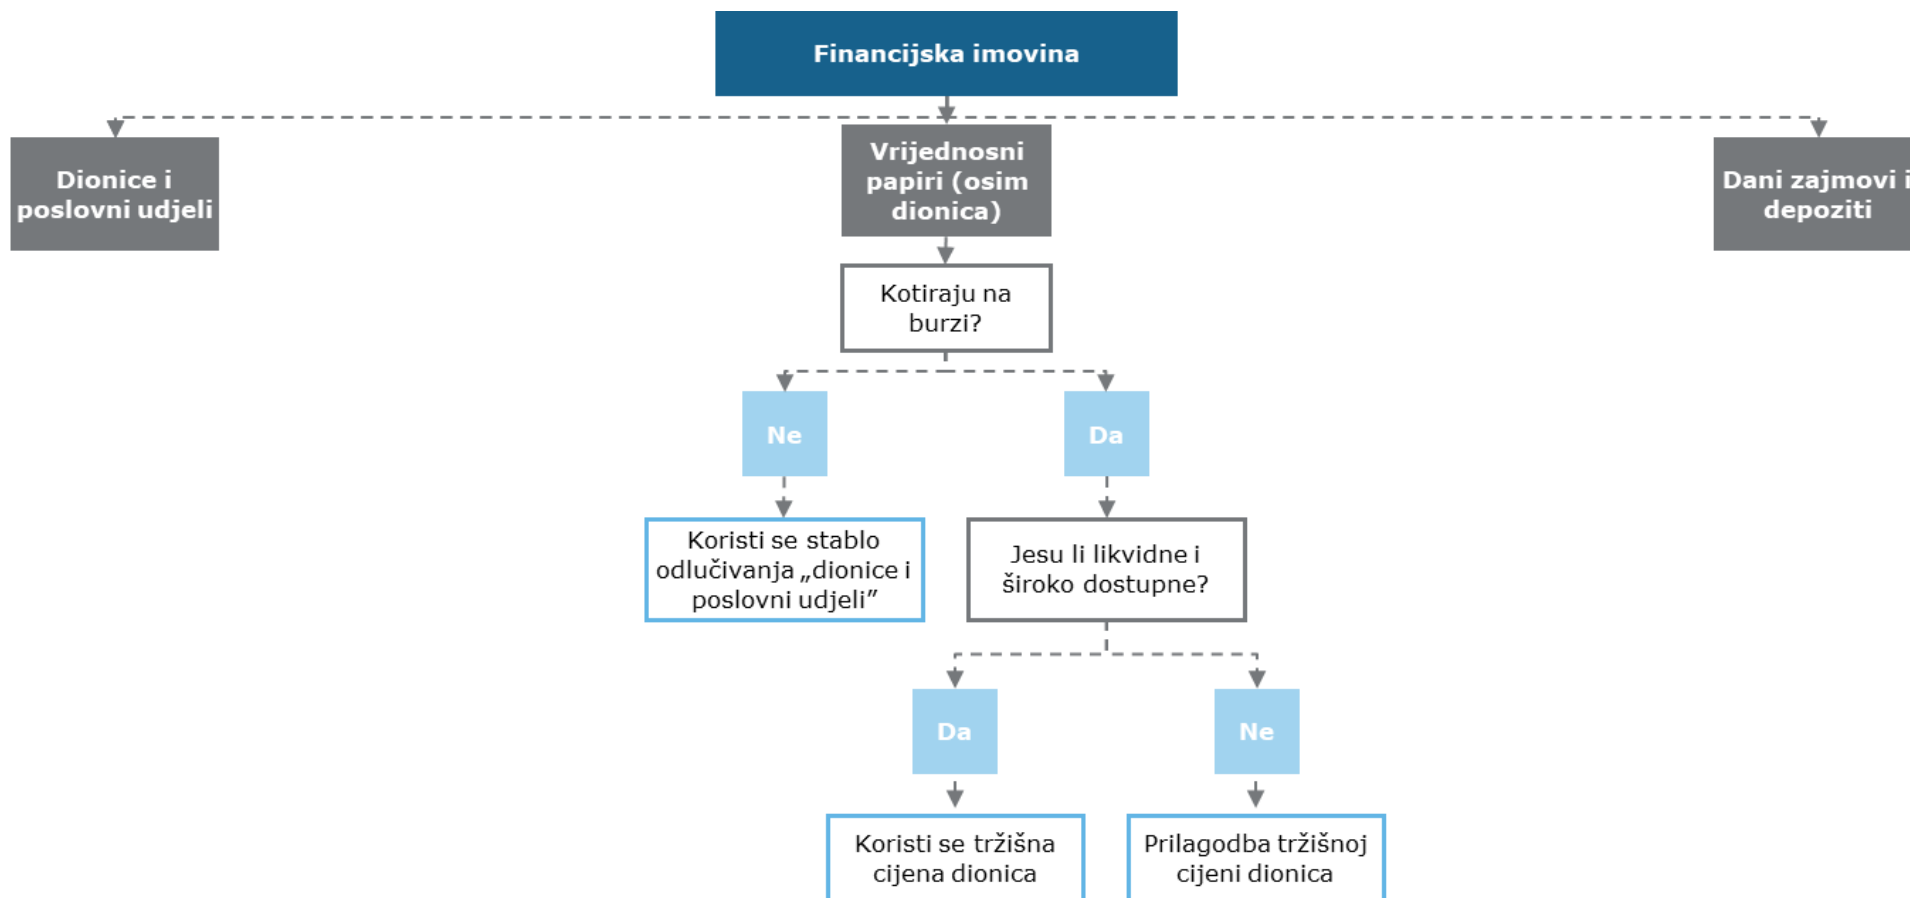 Financijska imovina
Dionice i
poslovni udjeli
Vrijednosni
papiri (osim
dionica)
Dani zajmovi i
depoziti
Kotiraju na
burzi?
Ne
Da
Koristi se stablo
odlučivanja „dionice i
poslovni udjeli”
Jesu li likvidne i
široko dostupne?
Da
Ne
Koristi se tržišna
cijena dionica
Prilagodba tržišnoj
cijeni dionica